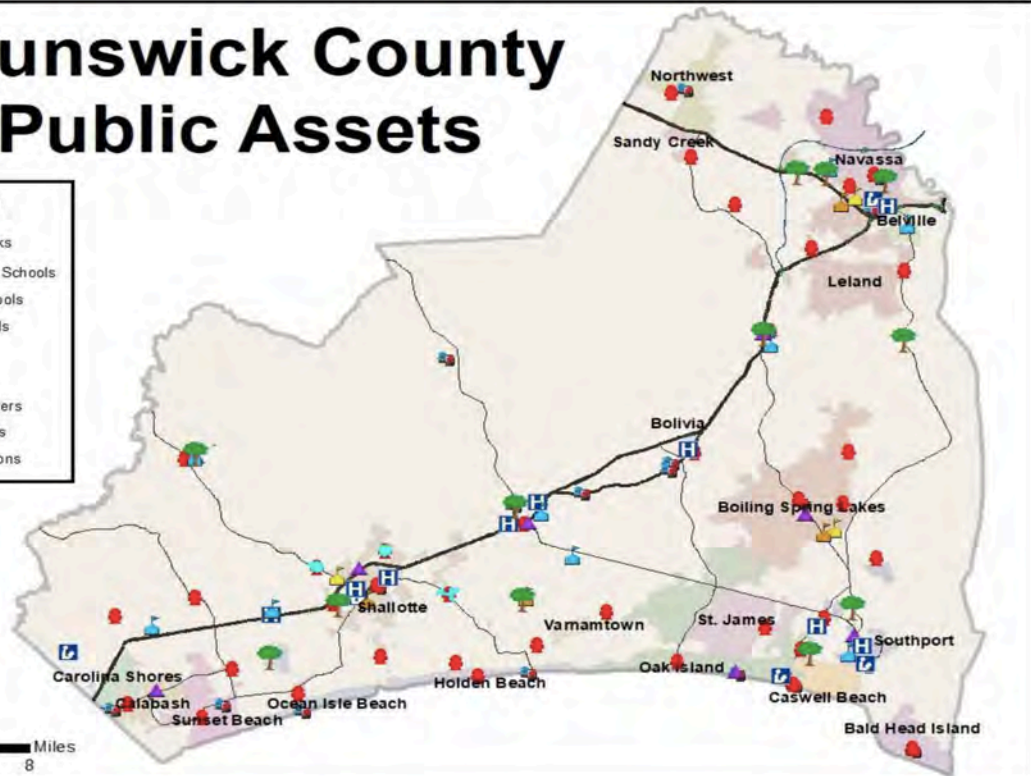 unswick County
Public Assets
ks
Schools
ools
ls
ers
s
ons
Miles
8
Northwest
Sandy Creek
Navassa
Belville
Leland
Bolivia
Boiling Spring Lakes
Shallotte
Varnamtown
St. James
Southport
Carolina Shores
Oak Island
Calabash
Ocean Isle Beach
Holden Beach
Caswell Beach
Sunset Beach
Bald Head Island
H
H
H
H
H
H
H
H
H